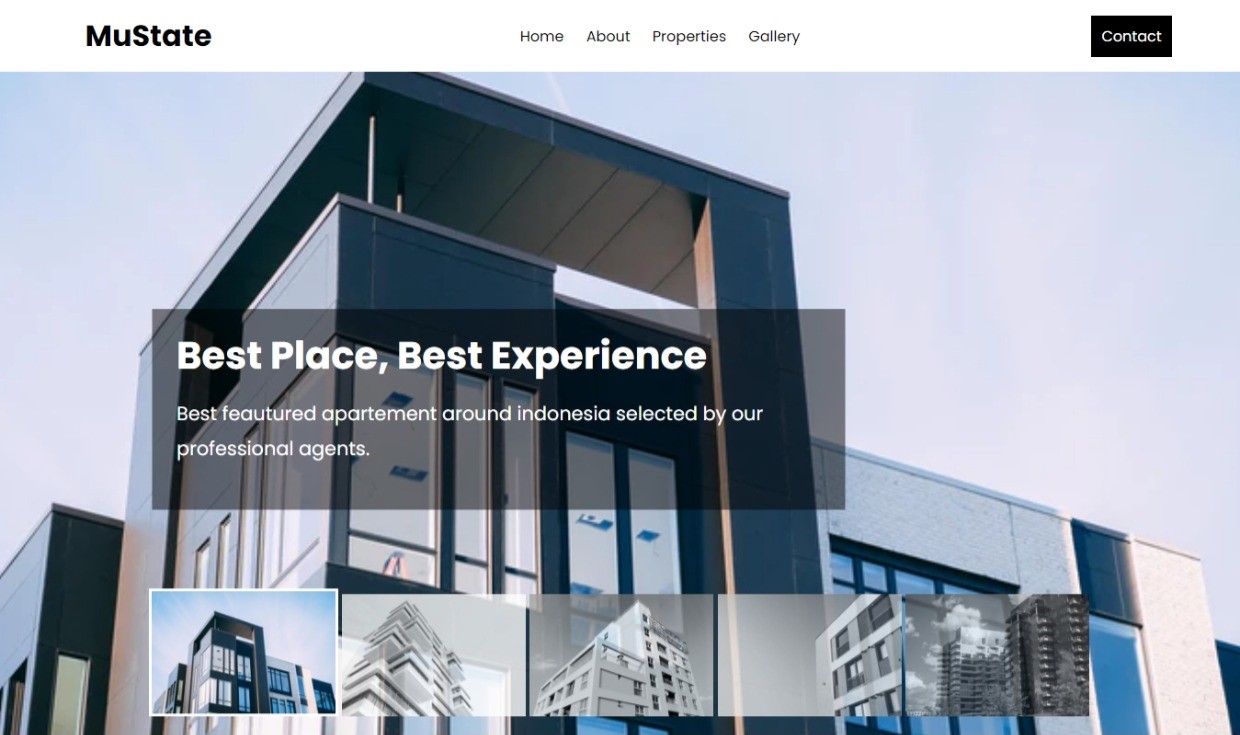 MuState
Home About Properties Gallery
Contact
Best Place, Best Experience
Best feautured apartement around indonesia selected by our
professional agents.